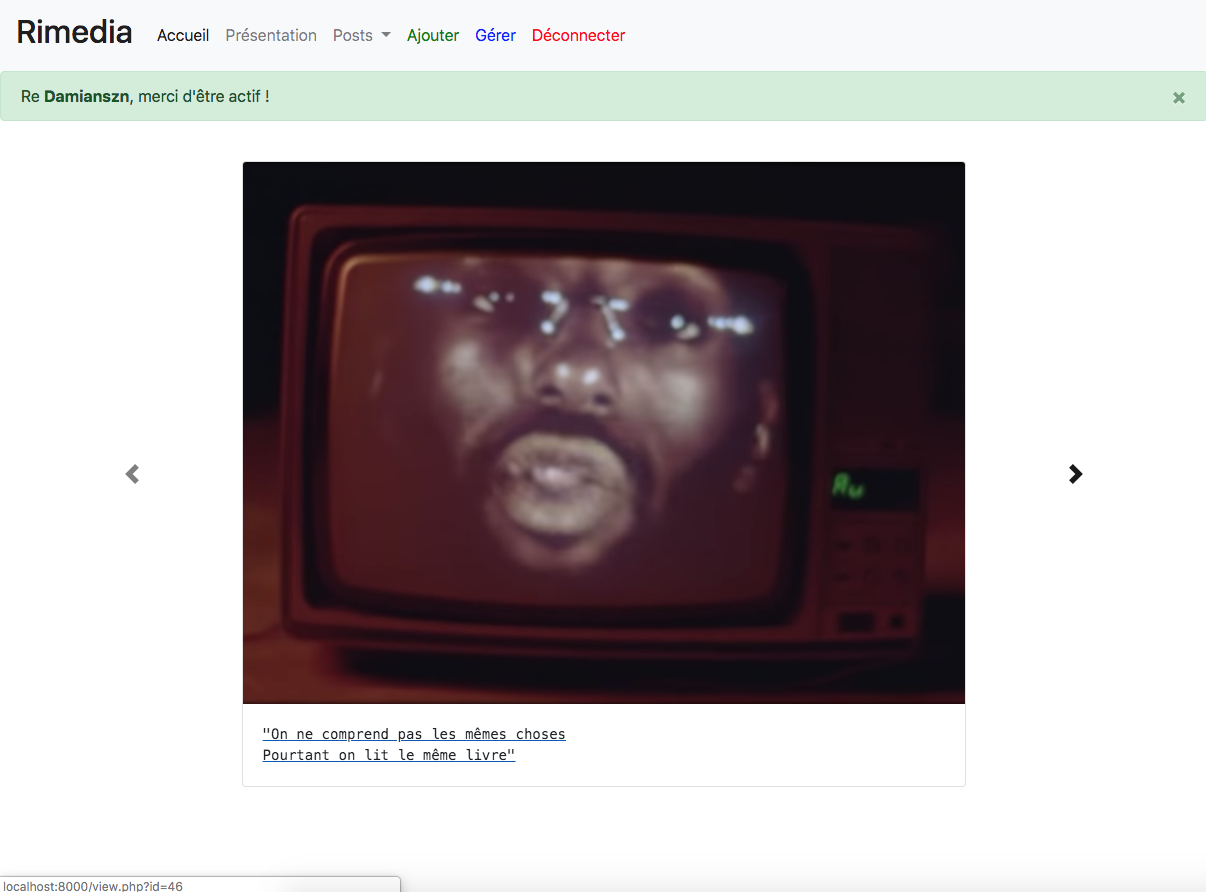 Rimedia Accueil Présentation Posts Ajouter Gérer Déconnecter
Re Damianszn, merci d'être actif ! ×
Au
"On ne comprend pas les mêmes choses
Pourtant on lit le même livre"
localhost:8000/view.php?id=46